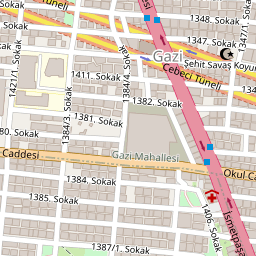 1348. Sokak
1347. Sokak
1347/1. Sokak
Gazi
Şehit Savaş Koyun
Cebeci Tüneli
Tüneli
1421/1. Sokak
1411. Sokak
1384/4. Sokak
1382. Sokak
1381. Sokak
1384/3. Sokak
1380. Sokak
Caddesi
Gazi Mahallesi
Okul Ca
1384. Sokak
1385. Sokak
1406. Sokak
İsmetpaşa
1387/1. Sokak